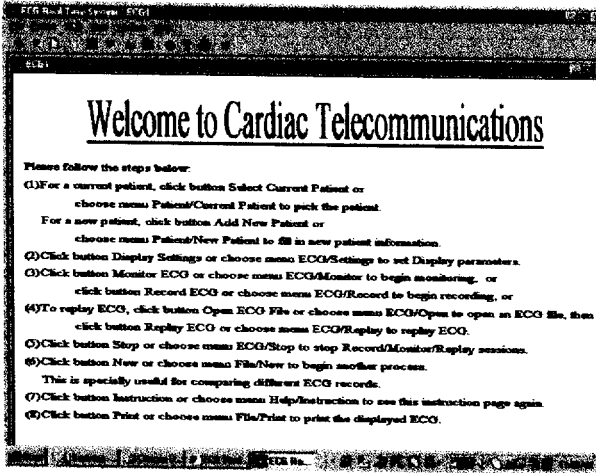 ECG Real Time System - ECG1
ECG1
Welcome to Cardiac Telecommunications
Please follow the steps below:
(1)For a current patient, click button Select Current Patient or
choose menu Patient/Current Patient to pick the patient.
For a new patient, click button Add New Patient or
choose menu Patient/New Patient to fill in new patient information.
(2)Click button Display Settings or choose menu ECG/Settings to set Display parameters.
(3)Click button Monitor ECG or choose menu ECG/Monitor to begin monitoring, or
click button Record ECG or choose menu ECG/Record to begin recording, or
(4)To replay ECG, click button Open ECG File or choose menu ECG/Open to open an ECG file, then
click button Replay ECG or choose menu ECG/Replay to replay ECG.
(5)Click button Stop or choose menu ECG/Stop to stop Record/Monitor/Replay sessions.
(6)Click button New or choose menu File/New to begin another process.
This is specially useful for comparing different ECG records.
(7)Click button Instruction or choose menu Help/Instruction to see this instruction page again.
(8)Click button Print or choose menu File/Print to print the displayed ECG.